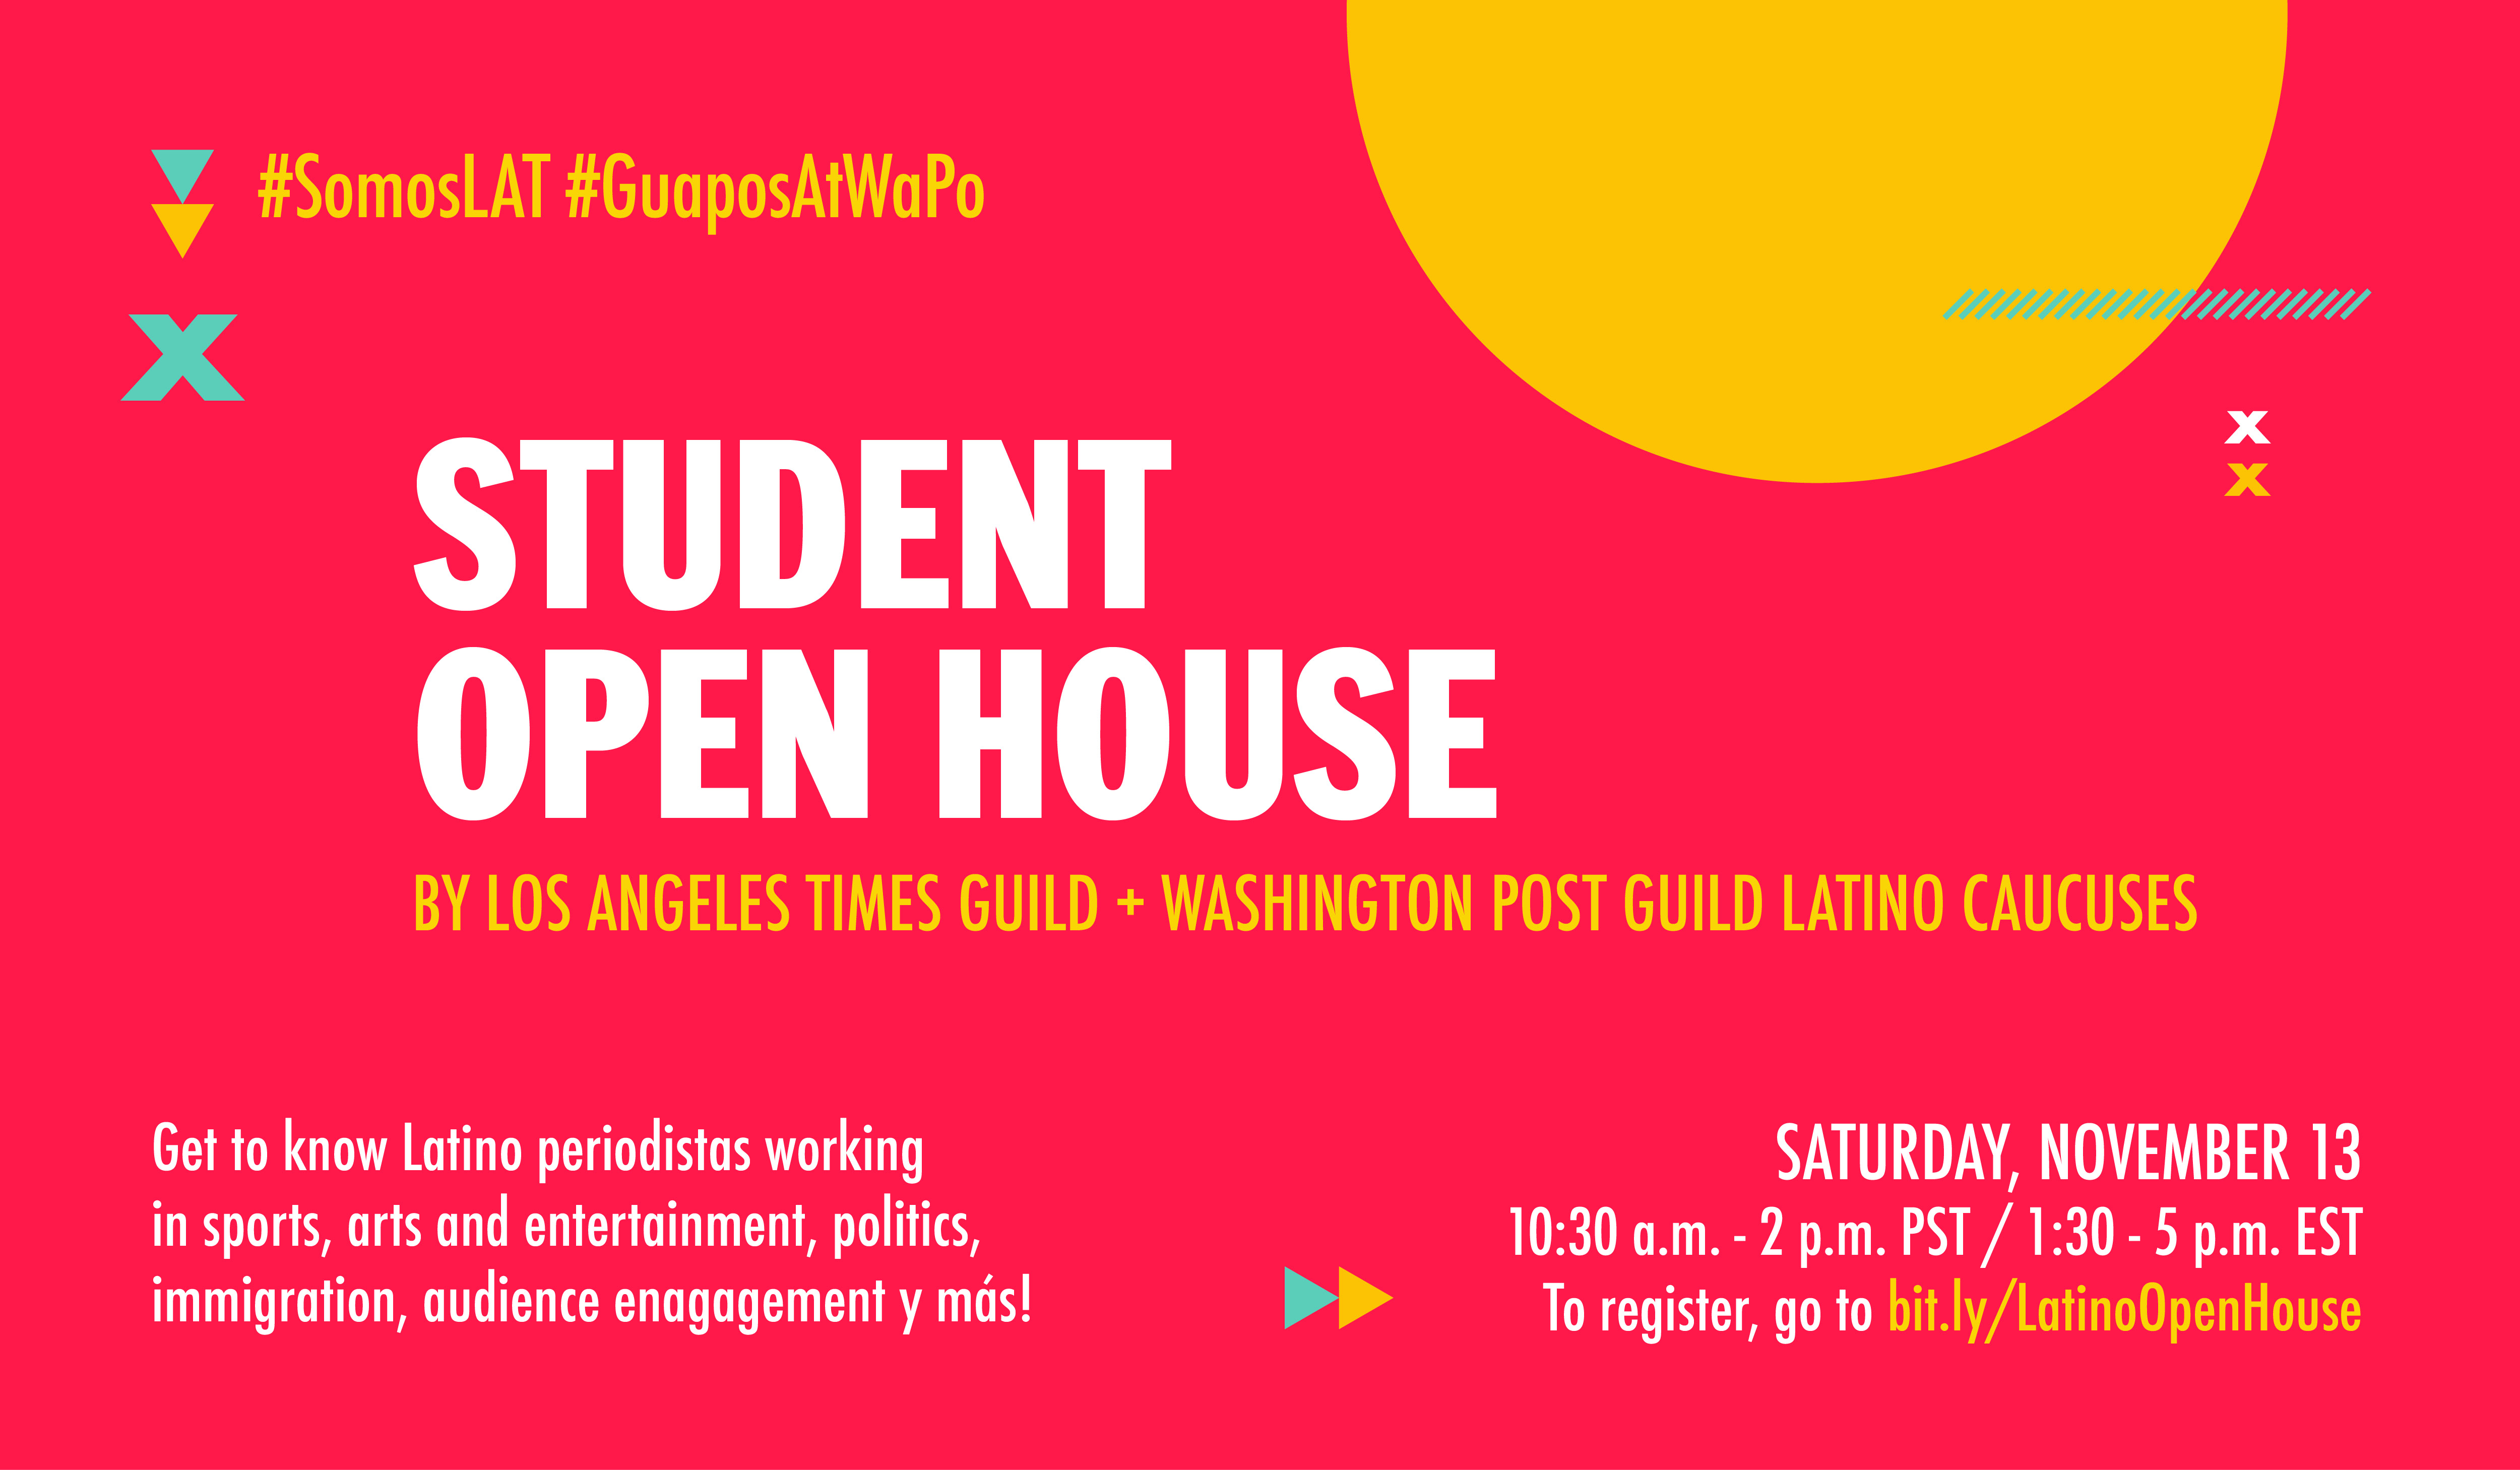 #SomosLAT #GuaposAtWaPo
STUDENT
OPEN HOUSE
BY LOS ANGELES TIMES GUILD + WASHINGTON POST GUILD LATINO CAUCUSES
Get to know Latino periodistas working
in sports, arts and entertainment, politics,
immigration, audience enagagement y más!
SATURDAY, NOVEMBER 13
10:30 a.m. - 2 p.m. PST / 1:30 - 5 p.m. EST
To register, go to bit.ly/LatinoOpenHouse